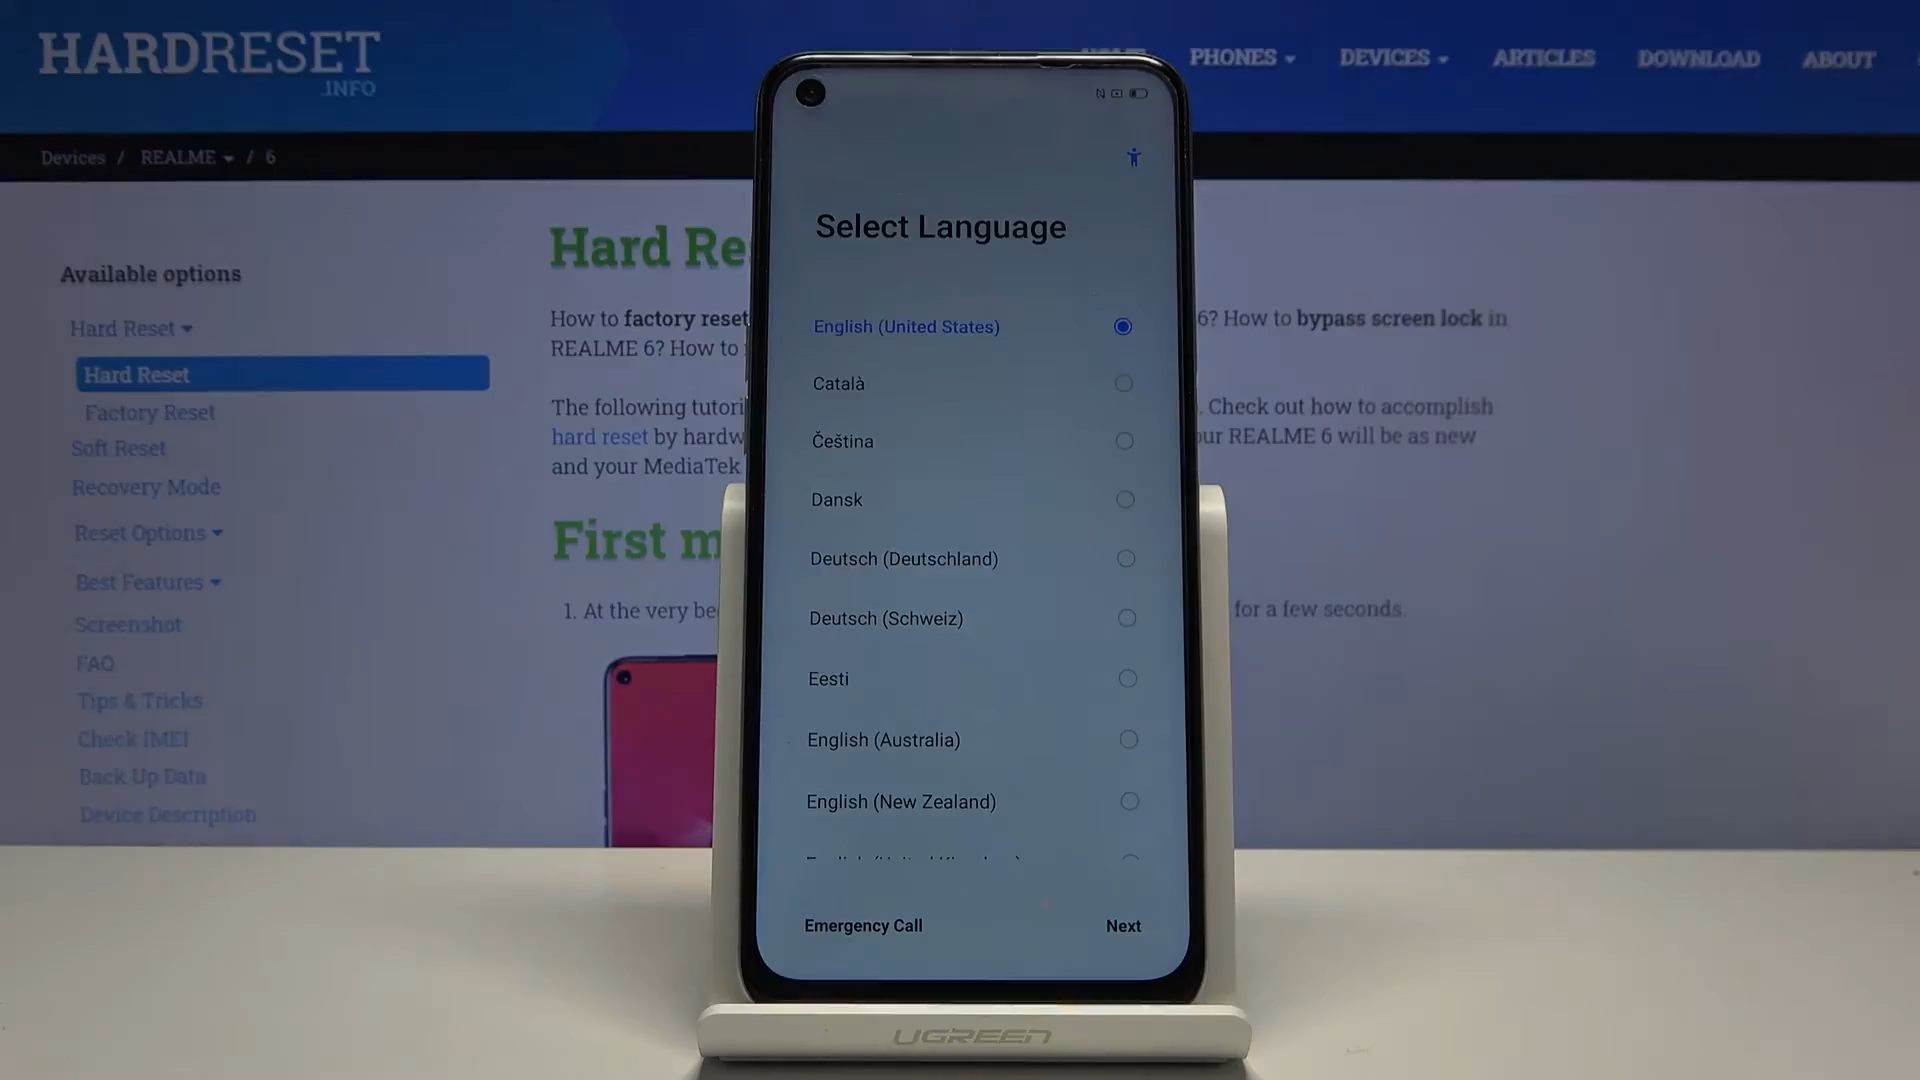 HARDRESET
.INFO
PHONES
DEVICES
ARTICLES
DOWNLOAD
ABOUT
Devices / REALME / 6
Available options
Hard Reset
Hard Reset
Factory Reset
Soft Reset
Recovery Mode
Reset Options
Best Features
Screenshot
FAQ
Tips & Tricks
Check IMEI
Back Up Data
Device Description
Hard Re
How to factory reset
6? How to bypass screen lock in
REALME 6? How to
The following tutori
. Check out how to accomplish
hard reset by hardw
ur REALME 6 will be as new
and your MediaTek
First m
1. At the very be
for a few seconds.
Select Language
English (United States)
Català
Čeština
Dansk
Deutsch (Deutschland)
Deutsch (Schweiz)
Eesti
English (Australia)
English (New Zealand)
Emergency Call
Next
UGREEN